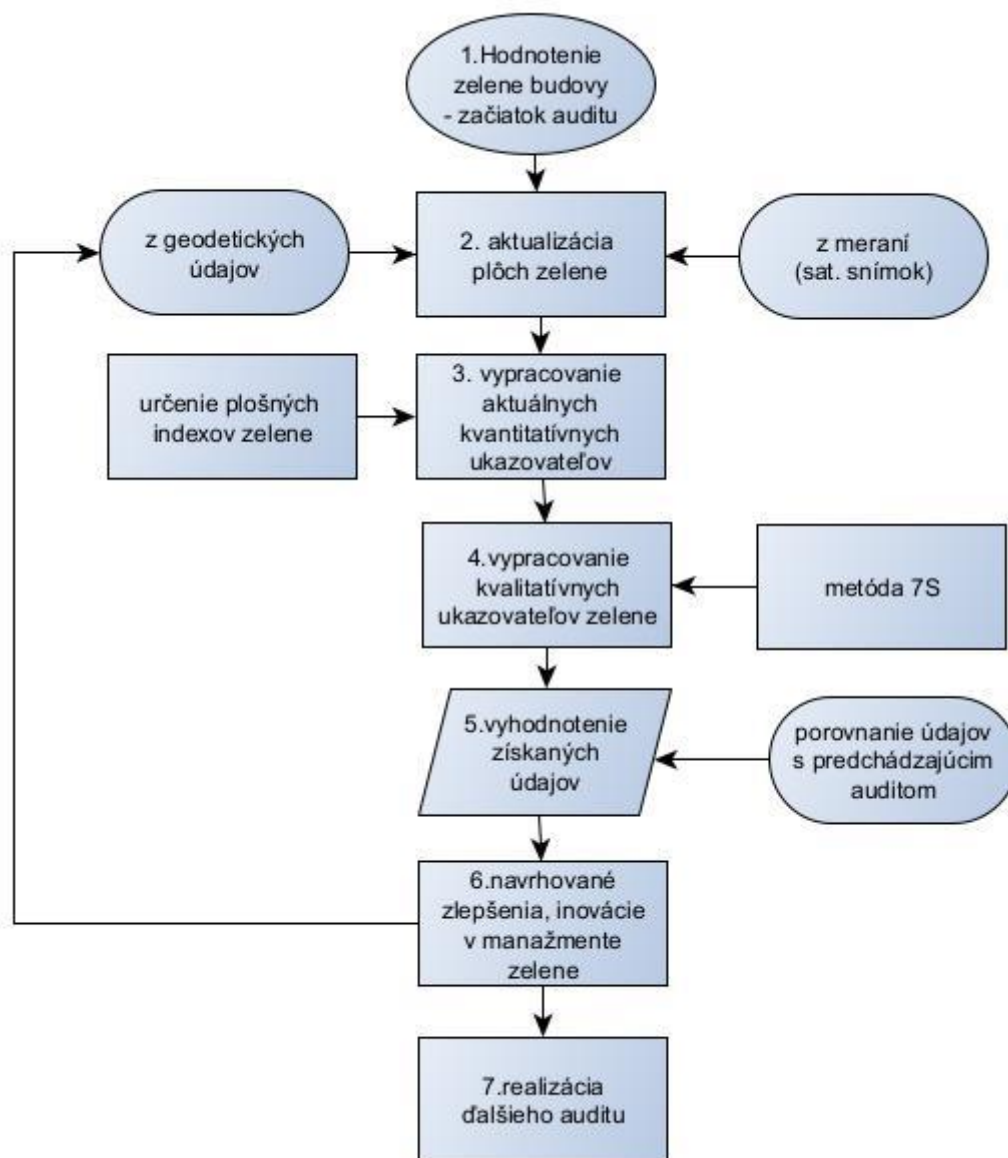 1.Hodnotenie
zelene budovy
- začiatok auditu
z geodetických
údajov
2. aktualizácia
plôch zelene
z meraní
(sat. snímok)
určenie plošných
indexov zelene
3. vypracovanie
aktuálnych
kvantitatívnych
ukazovateľov
4.vypracovanie
kvalitatívnych
ukazovateľov zelene
metóda 7S
5.vyhodnotenie
získaných
údajov
porovnanie údajov
s predchádzajúcim
auditom
6.navrhované
zlepšenia, inovácie
v manažmente
zelene
7.realizácia
ďalšieho auditu